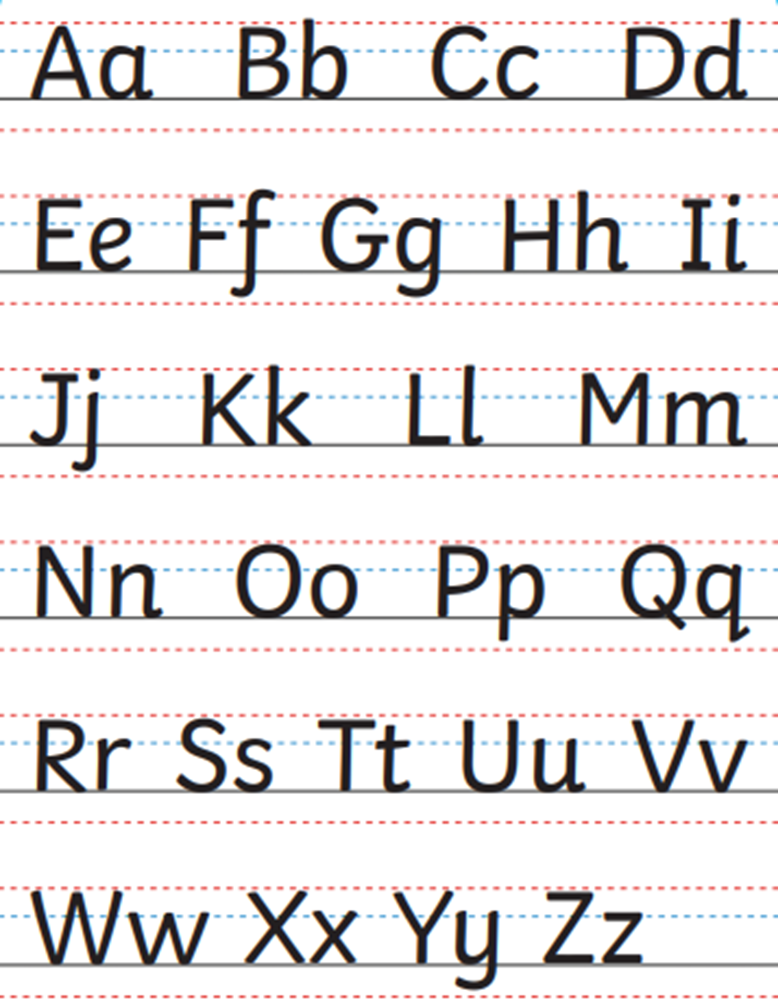 Aa Bb Cc Dd
Ee Ff Gg Hh Ii
Jj Kk Ll Mm
Nn Oo Pp Qq
Rr Ss Tt Uu Vv
Ww Xx Yy Zz